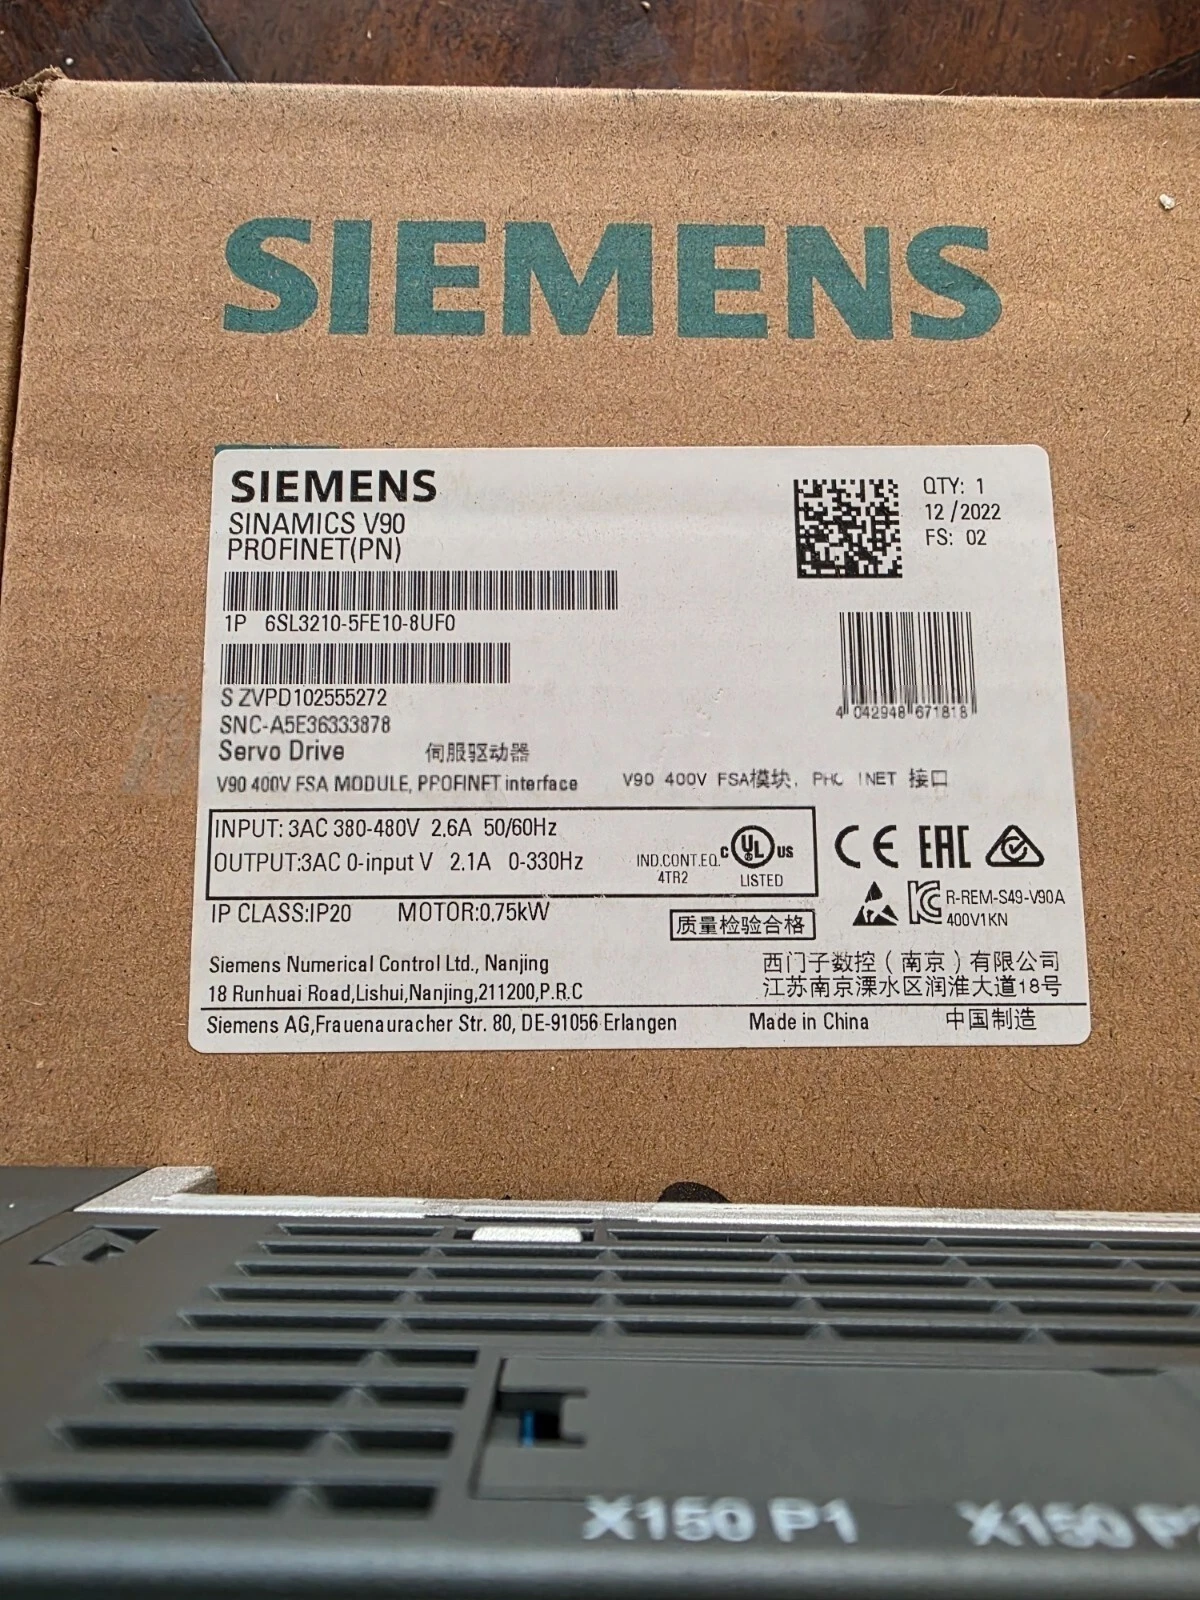 SIEMENS
SIEMENS
SINAMICS V90
PROFINET(PN)
QTY: 1
12 /2022
FS: 02
1P 6SL3210-5FE10-8UF0
S ZVPD102555272
SNC-A5E36333878
4 042948 671818
Servo Drive 伺服驱动器
V90 400V FSA MODULE, PROFINET interface V90 400V FSA模块, 接口
INPUT: 3AC 380-480V 2.6A 50/60Hz
OUTPUT:3AC 0-input V 2.1A 0-330Hz
IND.CONT.EQ.
4TR2
C UL US
LISTED
CE EAC
R-REM-S49-V90A
400V1KN
IP CLASS:IP20 MOTOR:0,75kW
质量检验合格
Siemens Numerical Control Ltd., Nanjing 西门子数控(南京)有限公司
18 Runhuai Road,Lishui,Nanjing,211200,P.R.C 江苏南京溧水区润淮大道18号
Siemens AG,Frauenauracher Str. 80, DE-91056 Erlangen Made in China 中国制造
X150 P1 X150